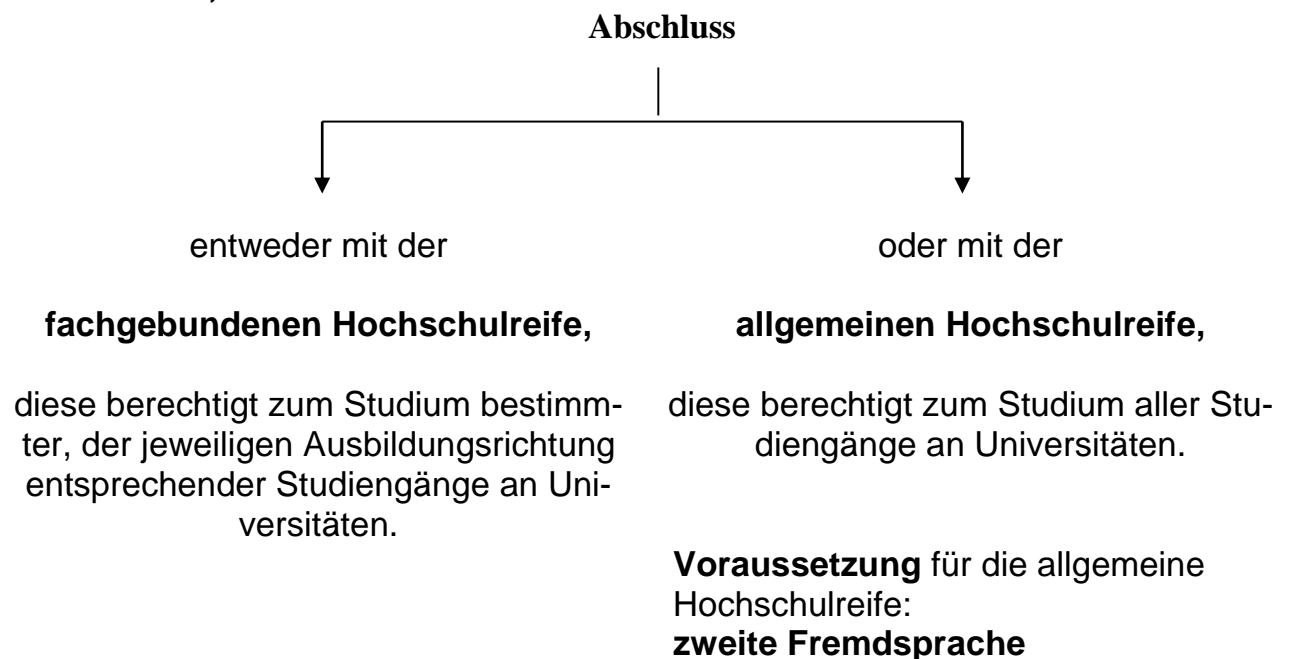 Abschluss
entweder mit der
fachgebundenen Hochschulreife,
diese berechtigt zum Studium bestimm-
ter, der jeweiligen Ausbildungsrichtung
entsprechender Studiengänge an Uni-
versitäten.
oder mit der
allgemeinen Hochschulreife,
diese berechtigt zum Studium aller Stu-
diengänge an Universitäten.
Voraussetzung für die allgemeine
Hochschulreife:
zweite Fremdsprache